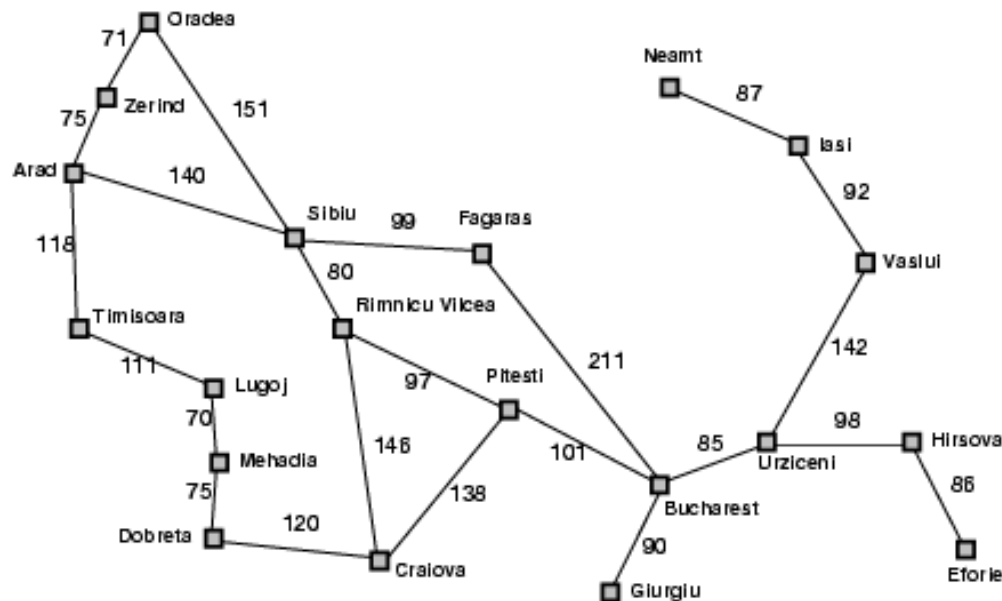 Oradea
71
Neamt
87
Zerind
75
151
Iasi
Arad
140
92
Sibiu
99
Fagaras
118
80
Vaslui
Timisoara
Rimnicu Vilcea
142
111
211
Lugoj
97
Pitesti
70
98
Hirsova
146
101
85
Urziceni
Mehadia
86
75
138
Bucharest
Dobreta
120
90
Craiova
Eforie
Giurgiu